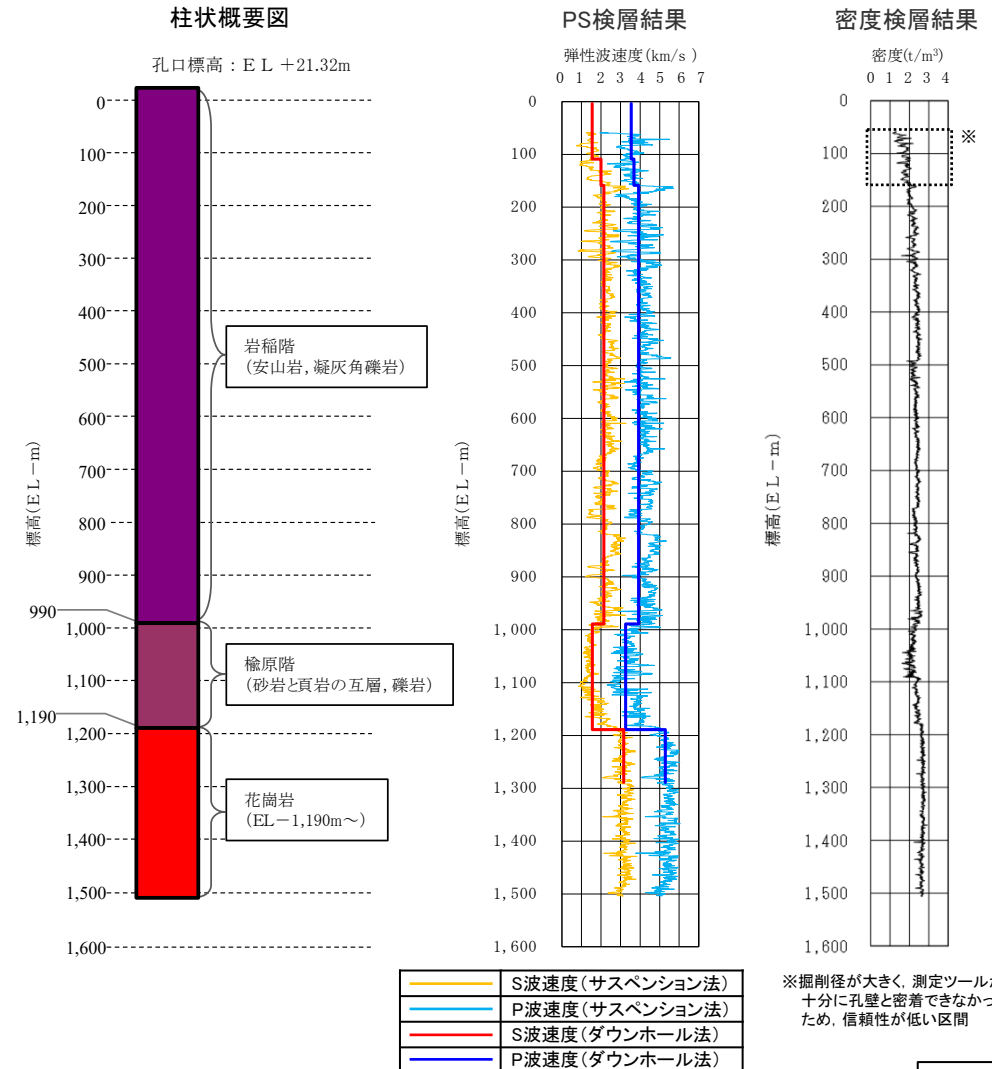 柱状概要図
孔口標高：ＥＬ＋21.32m
0
100
200
300
400
500
600
700
800
900
990
1,000
1,100
1,190
1,200
1,300
1,400
1,500
1,600
標高(ＥＬ－m)
岩稲階
(安山岩，凝灰角礫岩)
楡原階
(砂岩と頁岩の互層，礫岩)
花崗岩
(EL－1,190m～)
PS検層結果
弾性波速度(km/s )
0 1 2 3 4 5 6 7
0
100
200
300
400
500
600
700
800
900
1,000
1,100
1,200
1,300
1,400
1,500
1,600
標高(ＥＬ－m)
S波速度(サスペンション法)
P波速度(サスペンション法)
S波速度(ダウンホール法)
P波速度(ダウンホール法)
密度検層結果
密度(t/m³)
0 1 2 3 4
※
0
100
200
300
400
500
600
700
800
900
1,000
1,100
1,200
1,300
1,400
1,500
1,600
標高(ＥＬ－m)
※掘削径が大きく，測定ツールが
十分に孔壁と密着できなかっ
ため，信頼性が低い区間